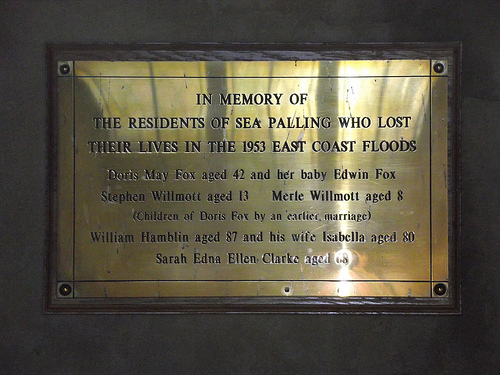 IN MEMORY OF
THE RESIDENTS OF SEA PALLING WHO LOST
THEIR LIVES IN THE 1953 EAST COAST FLOODS
Doris May Fox aged 42 and her baby Edwin Fox
Stephen Willmott aged 13 Merle Willmott aged 8
(Children of Doris Fox by an earlier marriage)
William Hamblin aged 87 and his wife Isabella aged 80
Sarah Edna Ellen Clarke aged 68